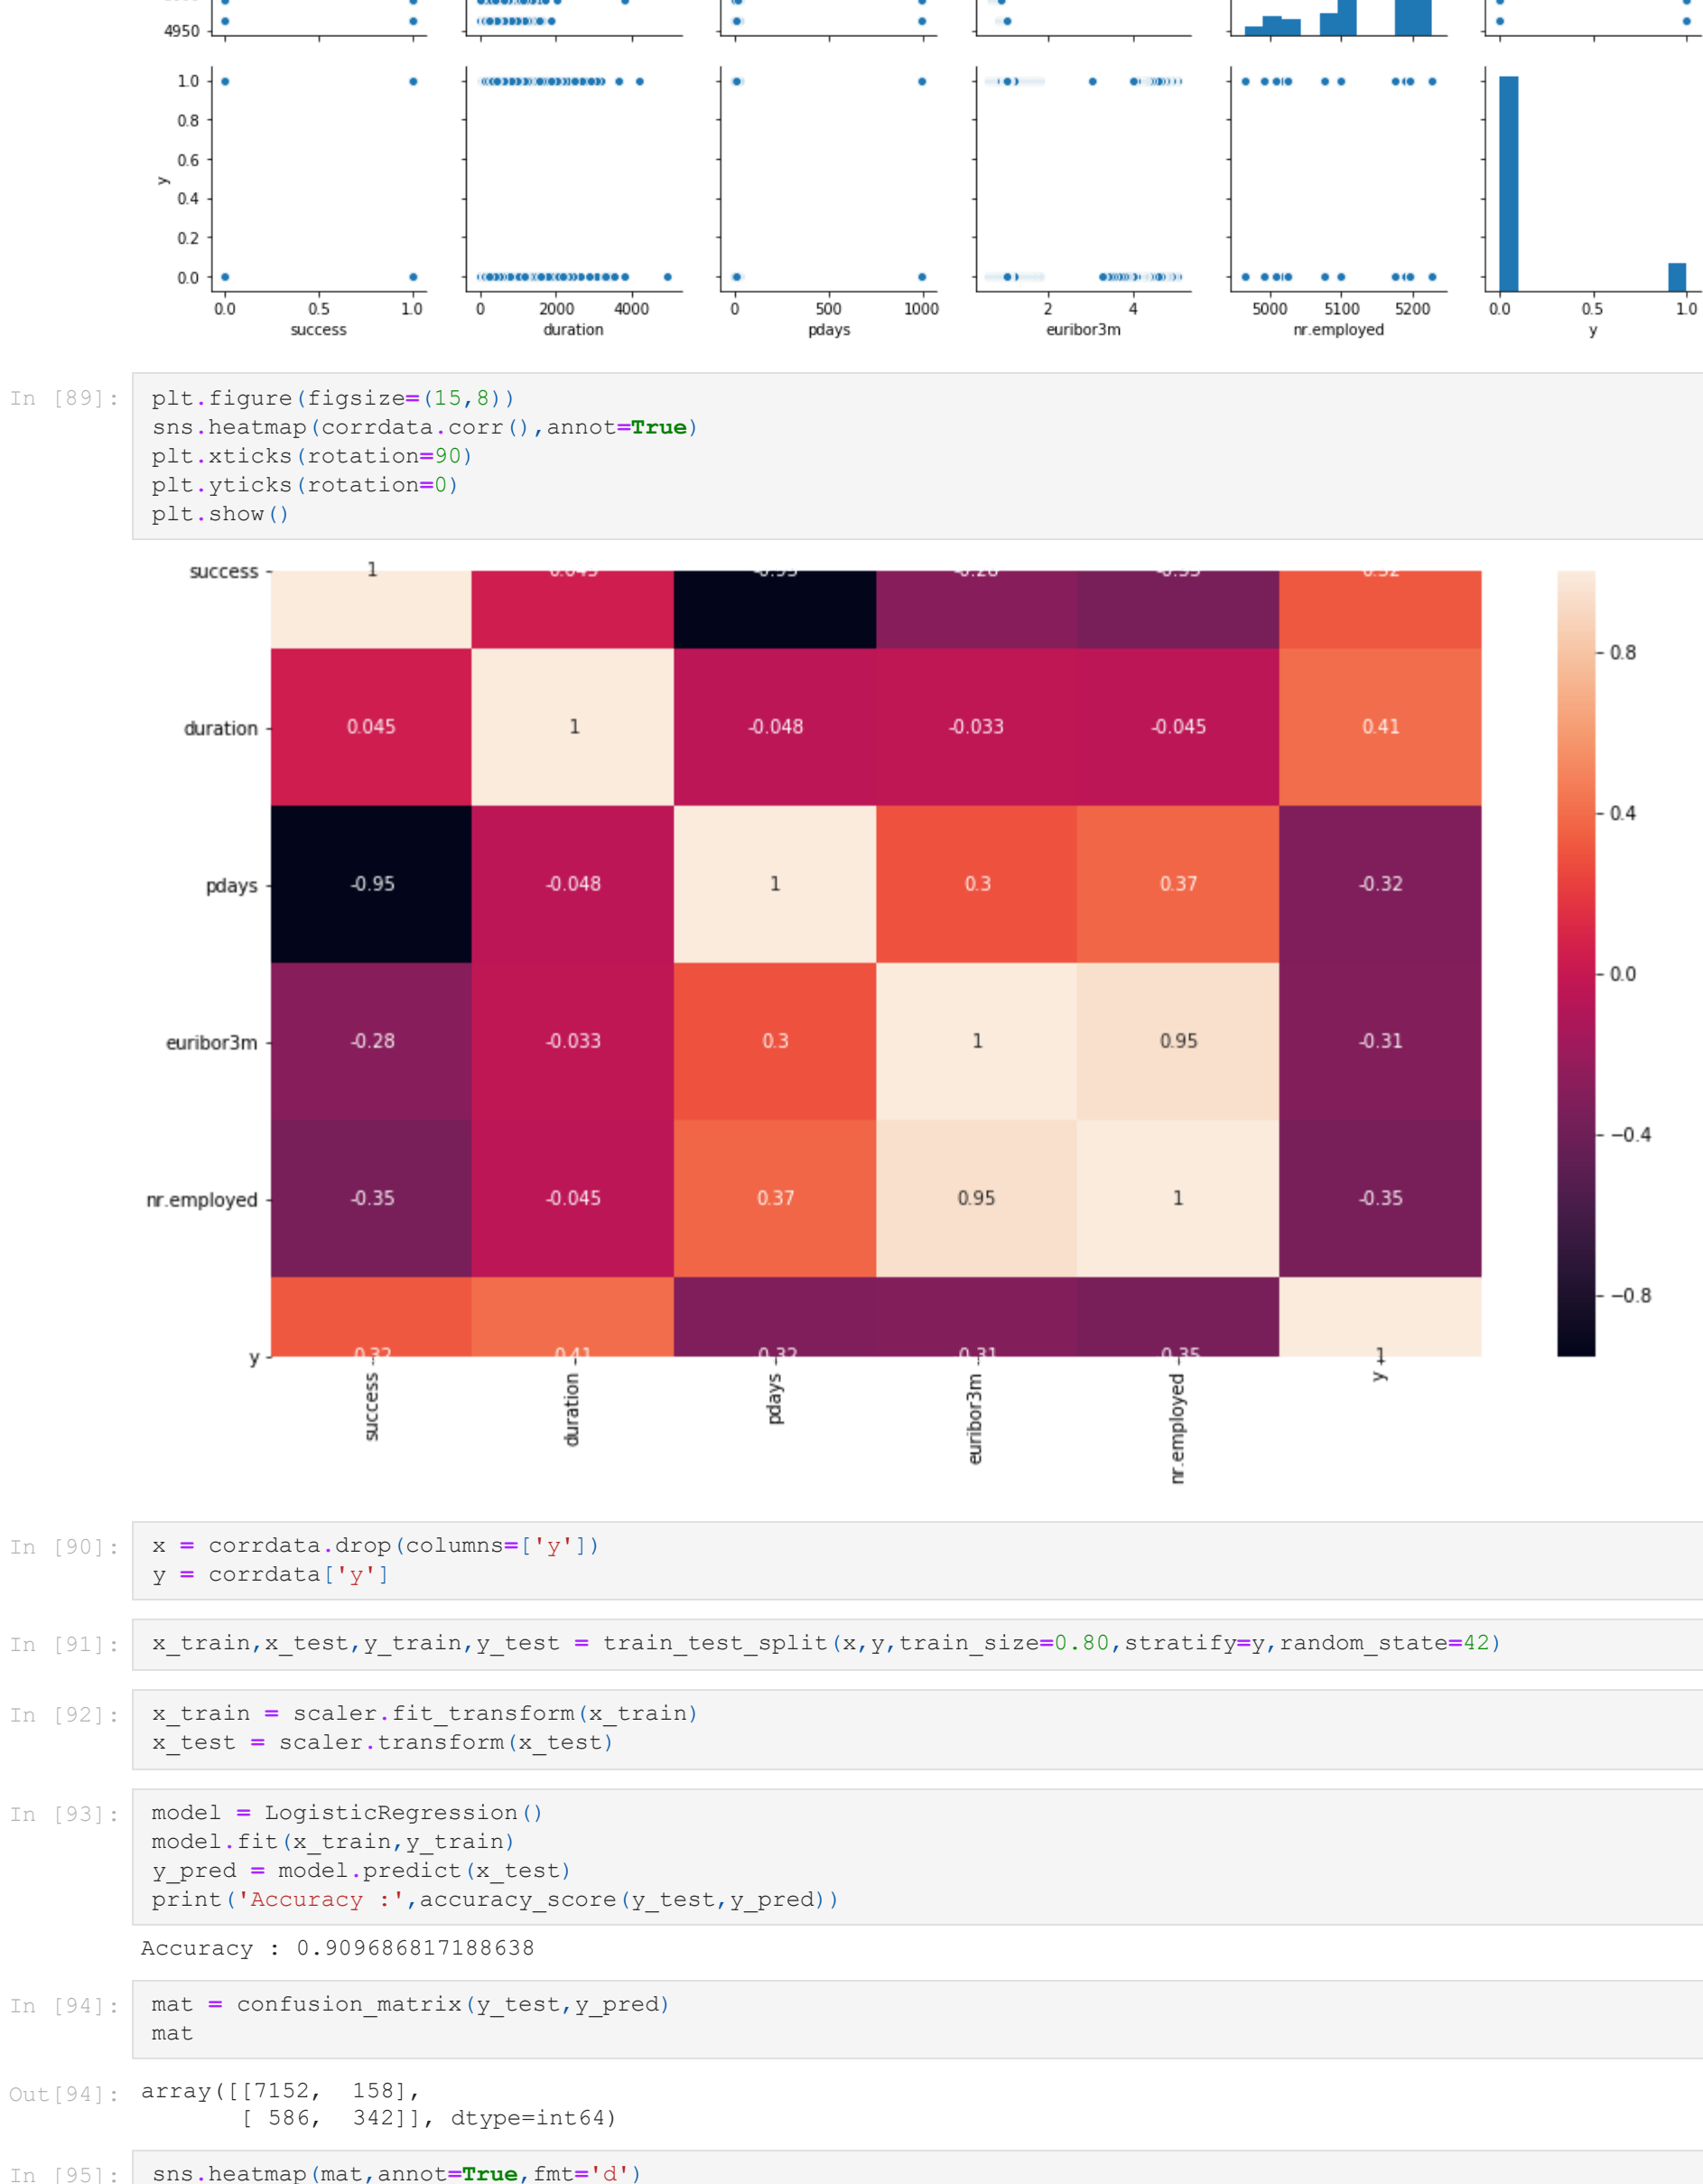 4950
1.0
0.8
0.6
0.4
0.2
0.0
y
0.0 0.5 1.0 0 2000 4000 0 500 1000 2 4 5000 5100 5200 0.0 0.5 1.0
success duration pdays euribor3m nr.employed y
In [89]: plt.figure(figsize=(15,8))
sns.heatmap(corrdata.corr(),annot=True)
plt.xticks(rotation=90)
plt.yticks(rotation=0)
plt.show()
success 1
duration 0.045 1 -0.048 -0.033 -0.045 0.41
pdays -0.95 -0.048 1 0.3 0.37 -0.32
euribor3m -0.28 -0.033 0.3 1 0.95 -0.31
nr.employed -0.35 -0.045 0.37 0.95 1 -0.35
y 1
success duration pdays euribor3m nr.employed y
0.8
0.4
0.0
−0.4
−0.8
In [90]: x = corrdata.drop(columns=['y'])
y = corrdata['y']
In [91]: x_train,x_test,y_train,y_test = train_test_split(x,y,train_size=0.80,stratify=y,random_state=42)
In [92]: x_train = scaler.fit_transform(x_train)
x_test = scaler.transform(x_test)
In [93]: model = LogisticRegression()
model.fit(x_train,y_train)
y_pred = model.predict(x_test)
print('Accuracy :',accuracy_score(y_test,y_pred))
Accuracy : 0.909686817188638
In [94]: mat = confusion_matrix(y_test,y_pred)
mat
Out[94]: array([[7152, 158],
[ 586, 342]], dtype=int64)
In [95]: sns.heatmap(mat,annot=True,fmt='d')